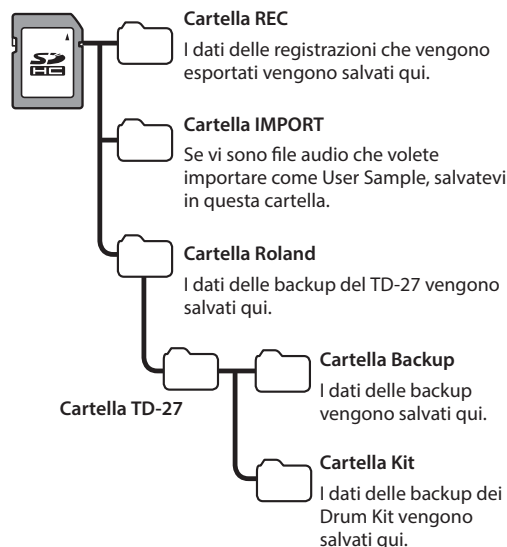 SD
HC
Cartella REC
I dati delle registrazioni che vengono
esportati vengono salvati qui.
Cartella IMPORT
Se vi sono file audio che volete
importare come User Sample, salvatevi
in questa cartella.
Cartella Roland
I dati delle backup del TD-27 vengono
salvati qui.
Cartella Backup
I dati delle backup
vengono salvati qui.
Cartella TD-27
Cartella Kit
I dati delle backup dei
Drum Kit vengono
salvati qui.